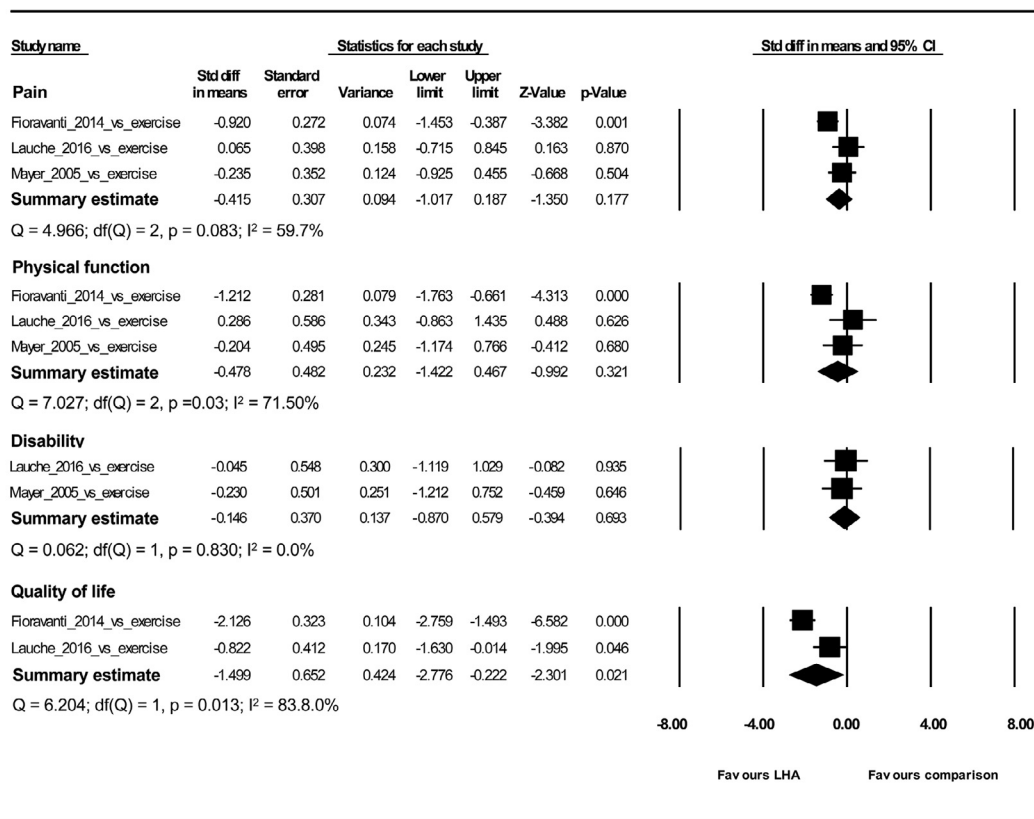 Study name Statistics for each study Std diff in means and 95% CI
Std diff Standard Lower Upper
Pain in means error Variance limit limit Z-Value p-Value
Fioravanti_2014_vs_exercise -0.920 0.272 0.074 -1.453 -0.387 -3.382 0.001
Lauche_2016_vs_exercise 0.065 0.398 0.158 -0.715 0.845 0.163 0.870
Mayer_2005_vs_exercise -0.235 0.352 0.124 -0.925 0.455 -0.668 0.504
Summary estimate -0.415 0.307 0.094 -1.017 0.187 -1.350 0.177
Q = 4.966; df(Q) = 2, p = 0.083; I² = 59.7%
Physical function
Fioravanti_2014_vs_exercise -1.212 0.281 0.079 -1.763 -0.661 -4.313 0.000
Lauche_2016_vs_exercise 0.286 0.586 0.343 -0.863 1.435 0.488 0.626
Mayer_2005_vs_exercise -0.204 0.495 0.245 -1.174 0.766 -0.412 0.680
Summary estimate -0.478 0.482 0.232 -1.422 0.467 -0.992 0.321
Q = 7.027; df(Q) = 2, p =0.03; I² = 71.50%
Disability
Lauche_2016_vs_exercise -0.045 0.548 0.300 -1.119 1.029 -0.082 0.935
Mayer_2005_vs_exercise -0.230 0.501 0.251 -1.212 0.752 -0.459 0.646
Summary estimate -0.146 0.370 0.137 -0.870 0.579 -0.394 0.693
Q = 0.062; df(Q) = 1, p = 0.830; I² = 0.0%
Quality of life
Fioravanti_2014_vs_exercise -2.126 0.323 0.104 -2.759 -1.493 -6.582 0.000
Lauche_2016_vs_exercise -0.822 0.412 0.170 -1.630 -0.014 -1.995 0.046
Summary estimate -1.499 0.652 0.424 -2.776 -0.222 -2.301 0.021
Q = 6.204; df(Q) = 1, p = 0.013; I² = 83.8.0%
-8.00 -4.00 0.00 4.00 8.00
Favours LHA Favours comparison